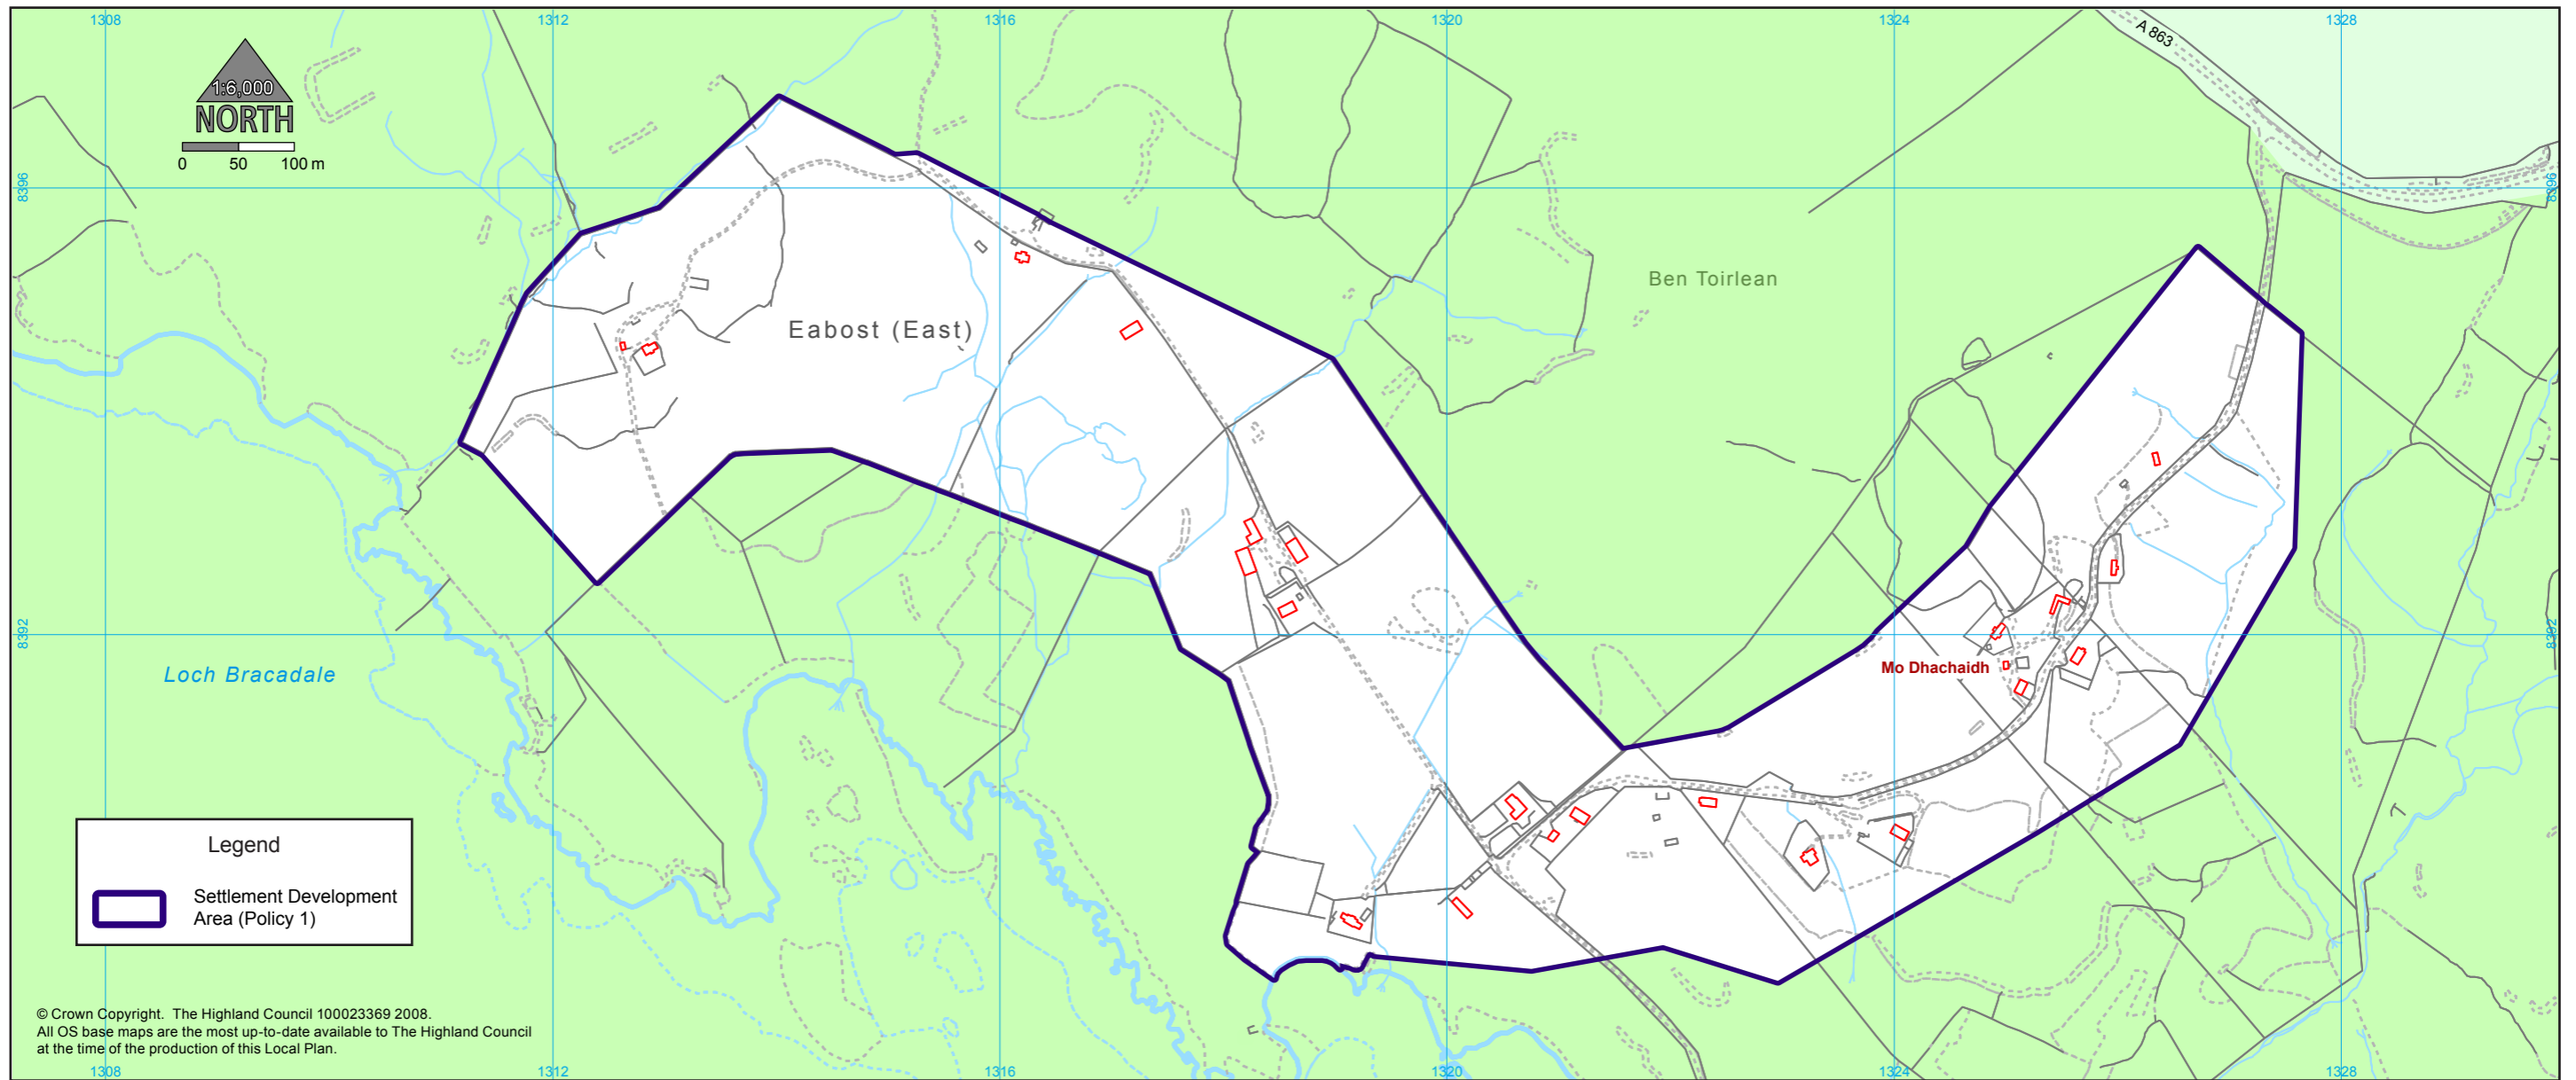 1308
1312
1316
1320
1324
1328
A 863
1:6,000
NORTH
0 50 100 m
8396
8396
Ben Toirlean
Eabost (East)
8392
8392
Loch Bracadale
Mo Dhachaidh
Legend
Settlement Development
Area (Policy 1)
© Crown Copyright. The Highland Council 100023369 2008.
All OS base maps are the most up-to-date available to The Highland Council
at the time of the production of this Local Plan.
1308
1312
1316
1320
1324
1328